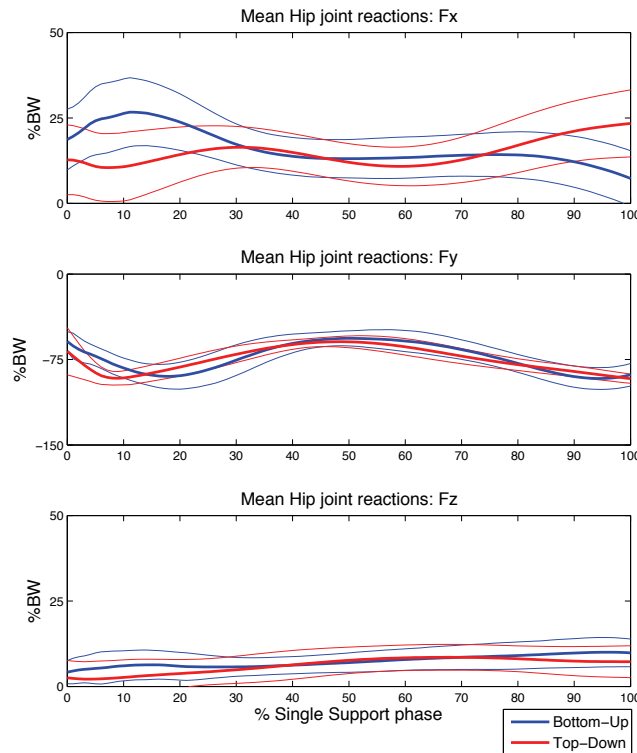 Mean Hip joint reactions: Fx
50
25
0
%BW
0 10 20 30 40 50 60 70 80 90 100
Mean Hip joint reactions: Fy
0
−75
−150
%BW
0 10 20 30 40 50 60 70 80 90 100
Mean Hip joint reactions: Fz
50
25
0
%BW
0 10 20 30 40 50 60 70 80 90 100
% Single Support phase
Bottom−Up
Top−Down